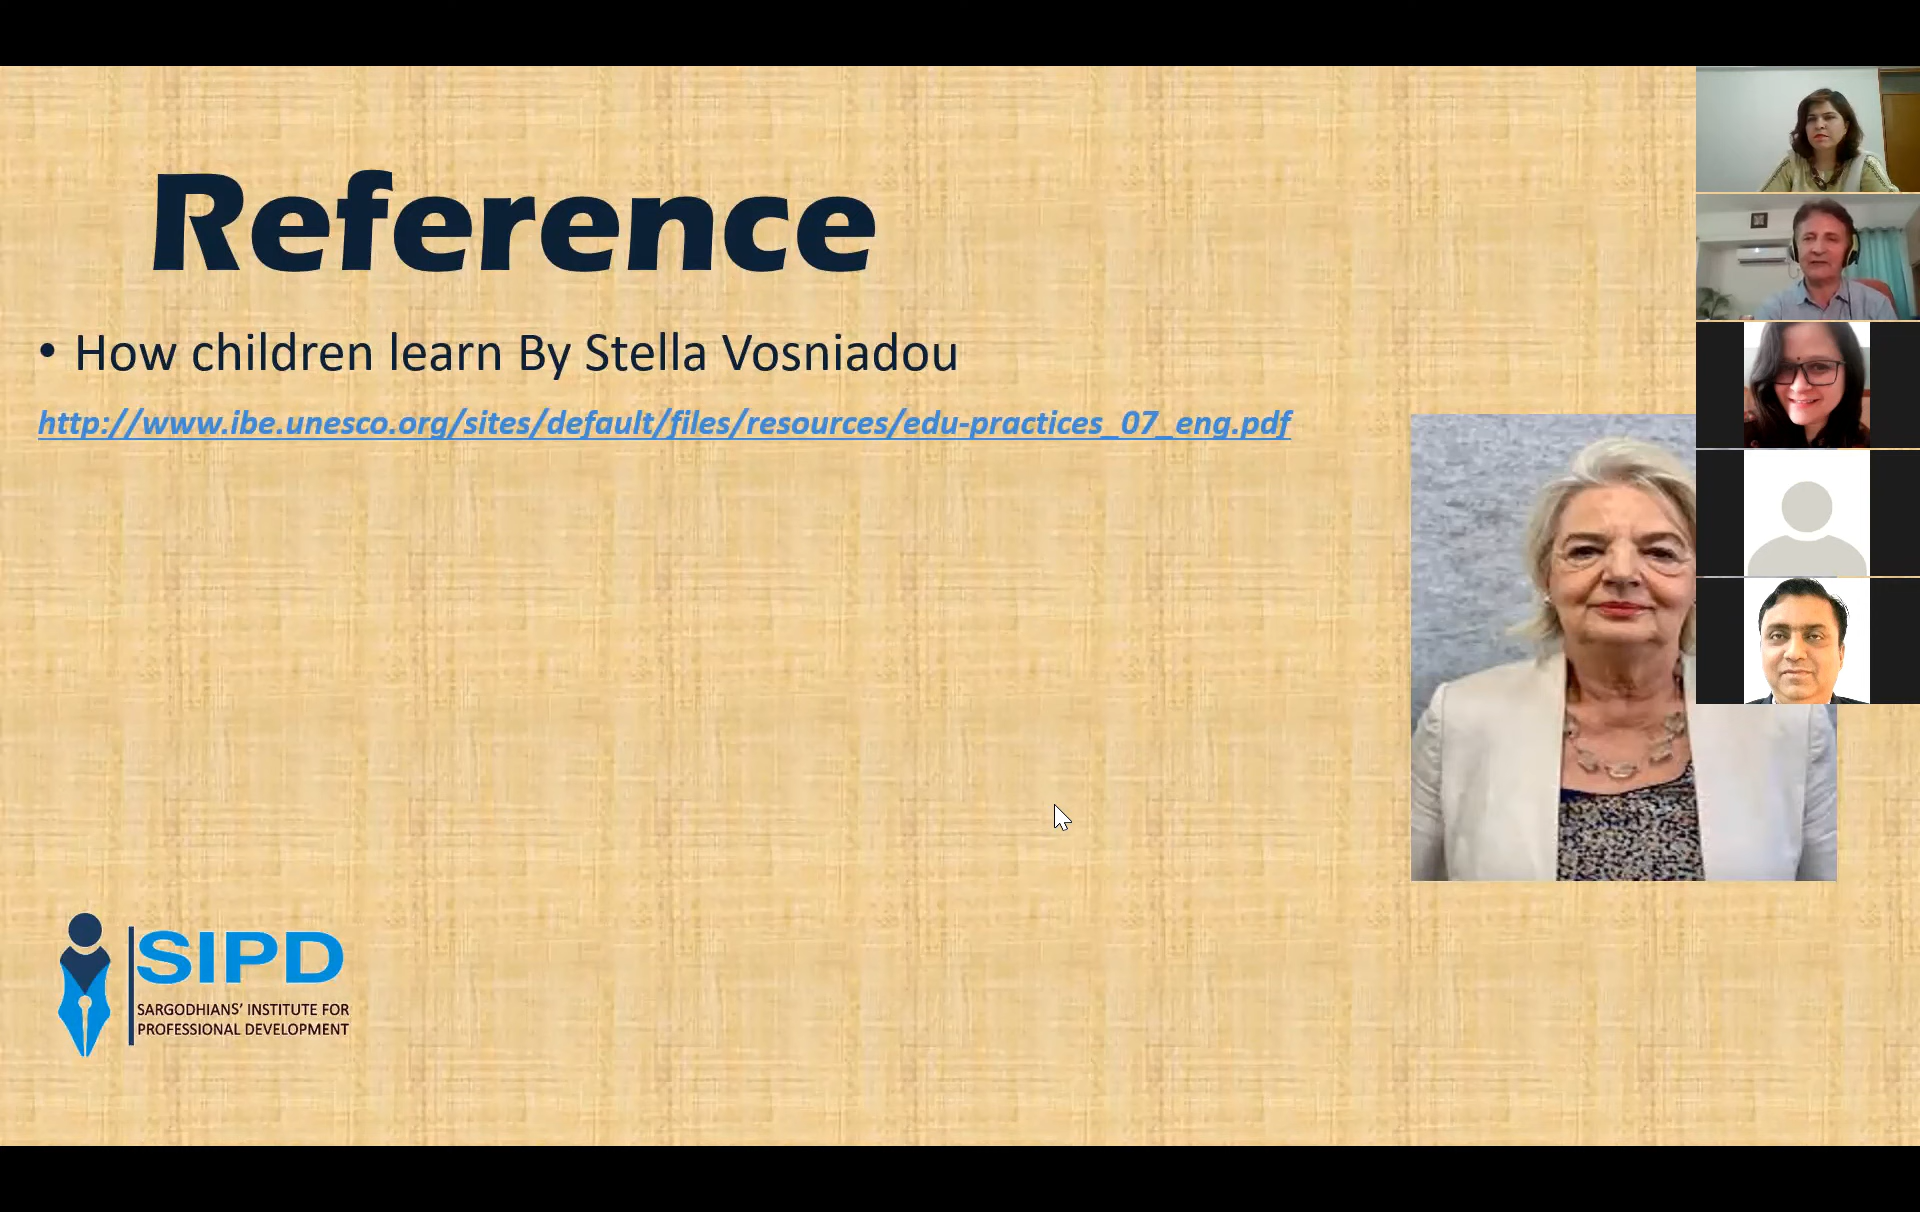 Reference
• How children learn By Stella Vosniadou
http://www.ibe.unesco.org/sites/default/files/resources/edu-practices_07_eng.pdf
SIPD
SARGODHIANS' INSTITUTE FOR
PROFESSIONAL DEVELOPMENT